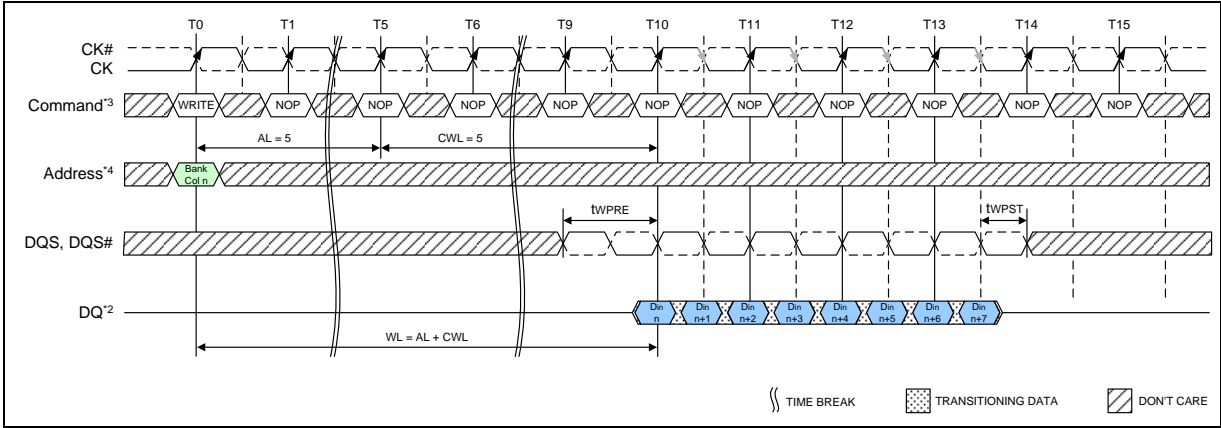 T0 T1 T5 T6 T9 T10 T11 T12 T13 T14 T15
CK#
CK
Command*3 WRITE NOP NOP NOP NOP NOP NOP NOP NOP NOP NOP
AL = 5 CWL = 5
Address*4 Bank
Col n
tWPRE tWPST
DQS, DQS#
DQ*2 Din n Din n+1 Din n+2 Din n+3 Din n+4 Din n+5 Din n+6 Din n+7
WL = AL + CWL
TIME BREAK TRANSITIONING DATA DON'T CARE